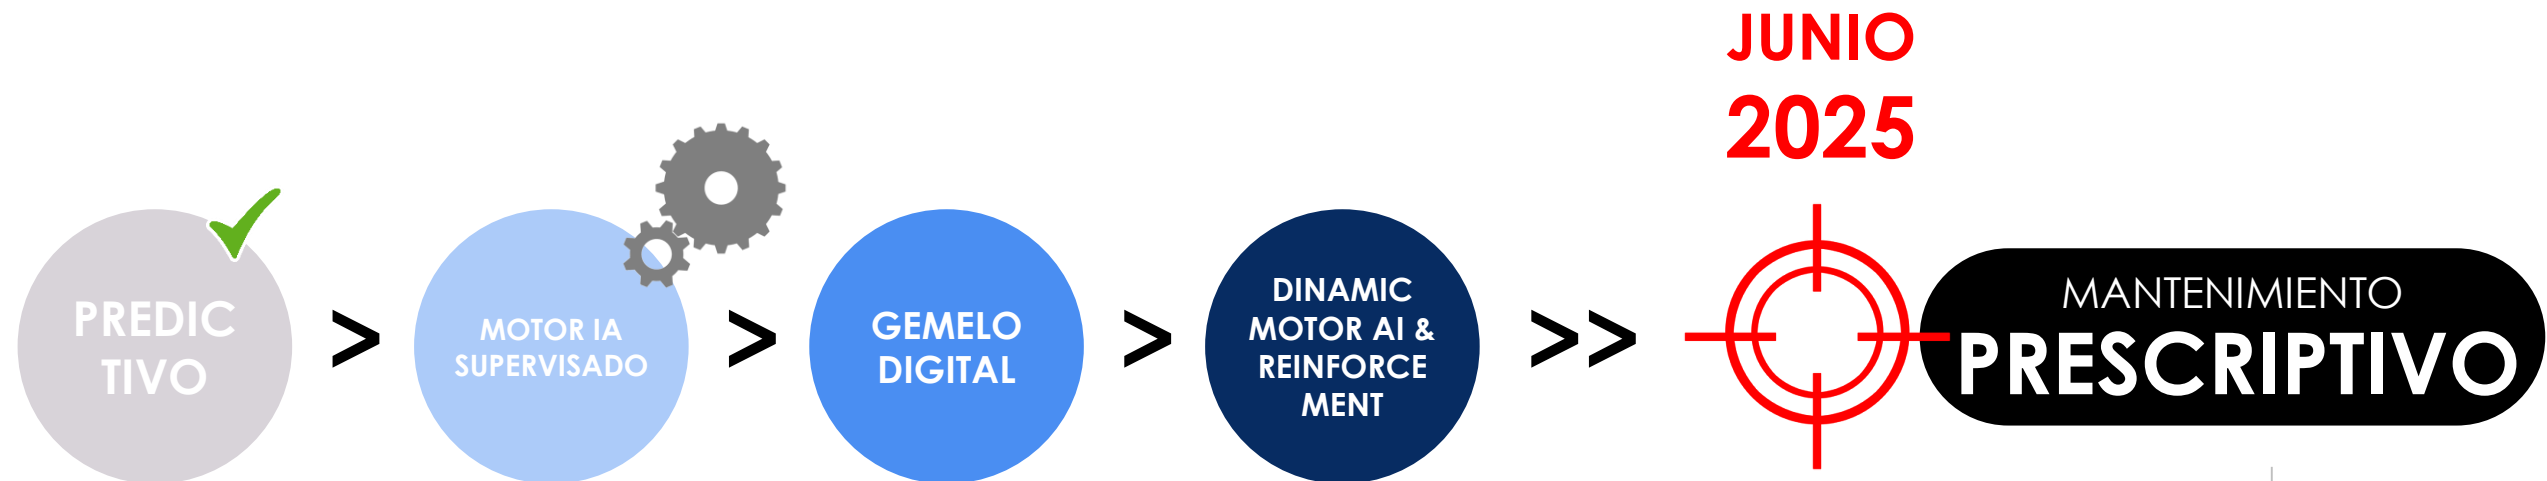 JUNIO
2025
PREDIC
TIVO
>
MOTOR IA
SUPERVISADO
>
GEMELO
DIGITAL
>
DINAMIC
MOTOR AI &
REINFORCE
MENT
>>
MANTENIMIENTO
PRESCRIPTIVO